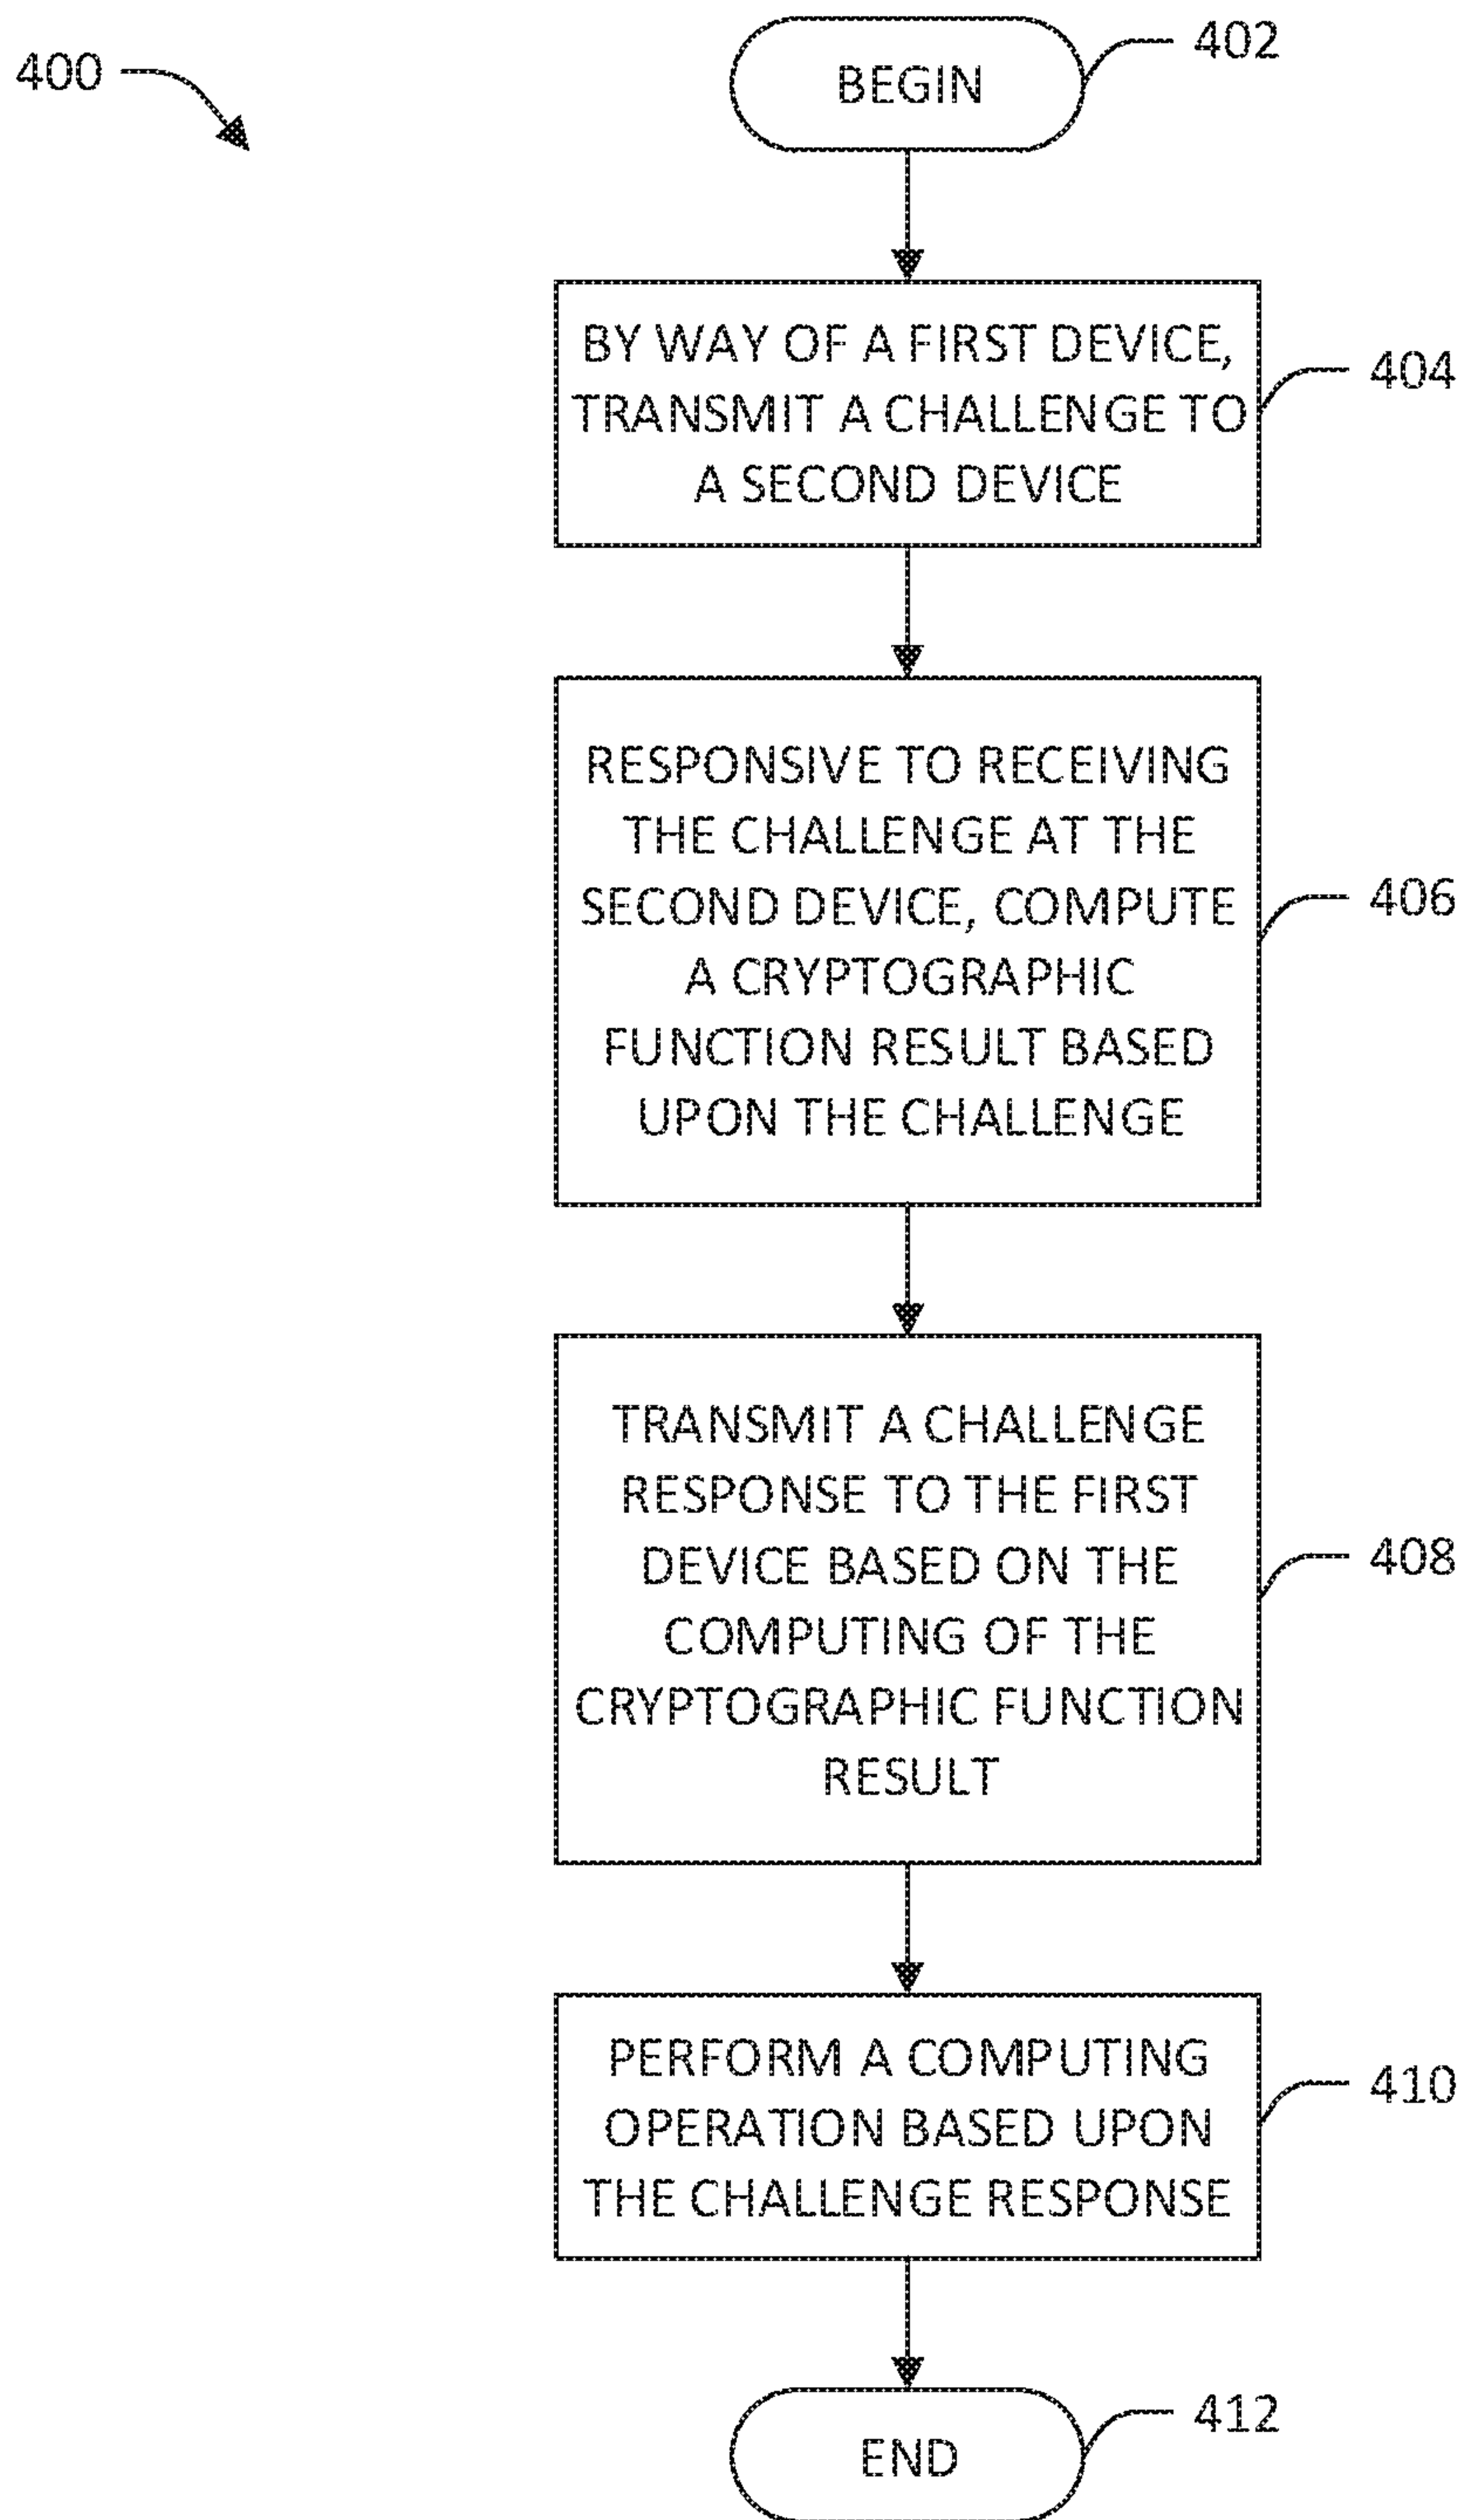 402
400
BEGIN
BY WAY OF A FIRST DEVICE,
TRANSMIT A CHALLENGE TO
A SECOND DEVICE
404
RESPONSIVE TO RECEIVING
THE CHALLENGE AT THE
SECOND DEVICE, COMPUTE
A CRYPTOGRAPHIC
FUNCTION RESULT BASED
UPON THE CHALLENGE
406
TRANSMIT A CHALLENGE
RESPONSE TO THE FIRST
DEVICE BASED ON THE
COMPUTING OF THE
CRYPTOGRAPHIC FUNCTION
RESULT
408
PERFORM A COMPUTING
OPERATION BASED UPON
THE CHALLENGE RESPONSE
410
412
END